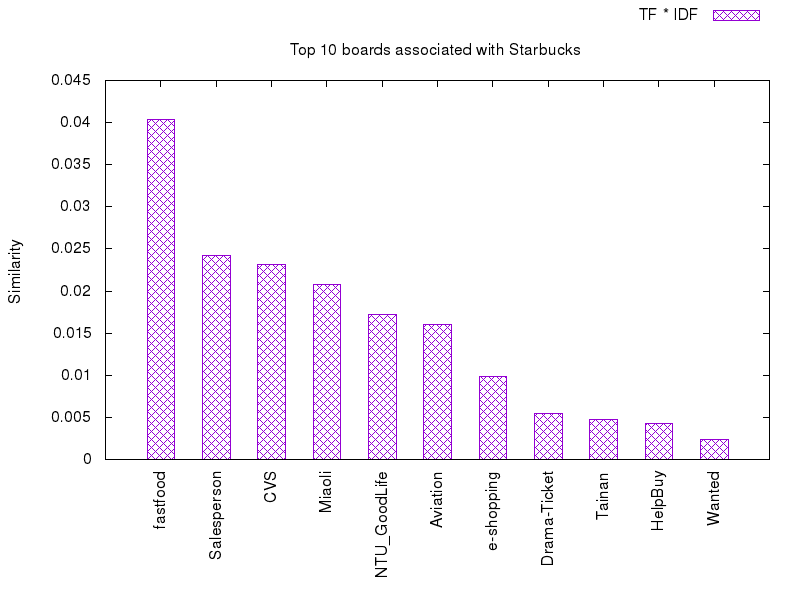 TF * IDF
Top 10 boards associated with Starbucks
Similarity
0.045
0.04
0.035
0.03
0.025
0.02
0.015
0.01
0.005
0
fastfood
Salesperson
CVS
Miaoli
NTU_GoodLife
Aviation
e-shopping
Drama-Ticket
Tainan
HelpBuy
Wanted